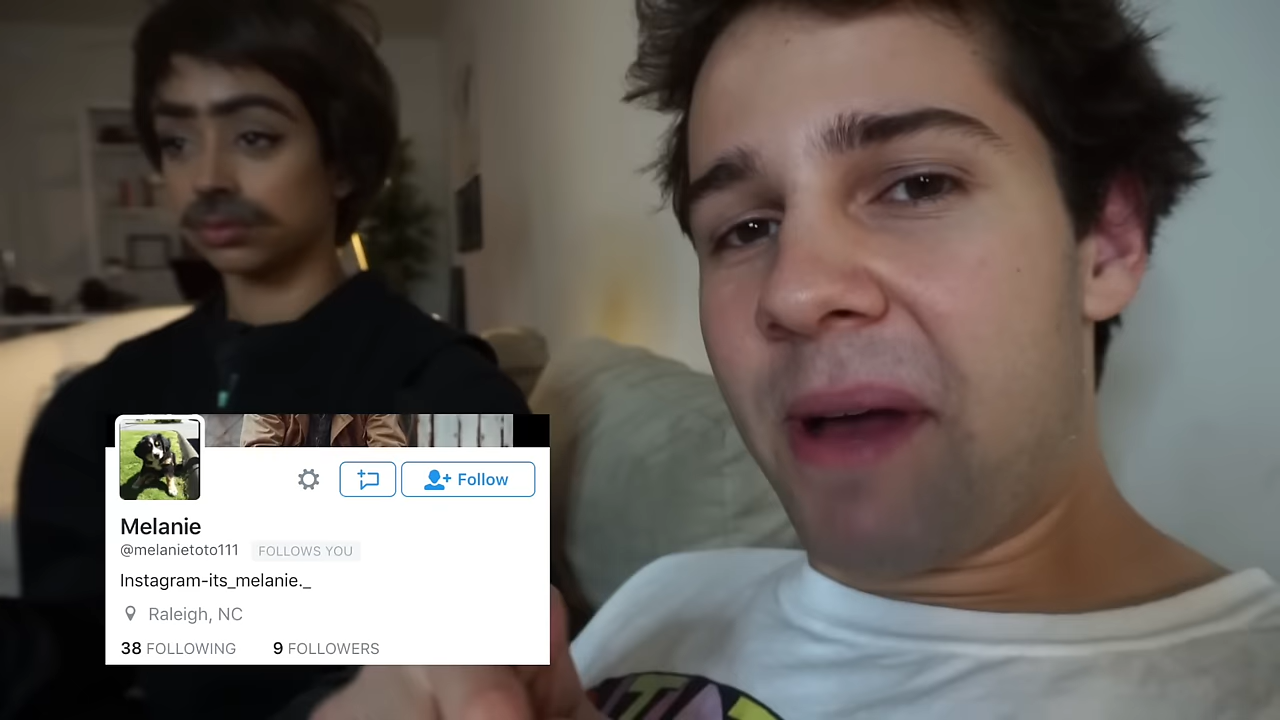 Follow
Melanie
@melanietoto111 FOLLOWS YOU
Instagram-its_melanie._
Raleigh, NC
38 FOLLOWING 9 FOLLOWERS